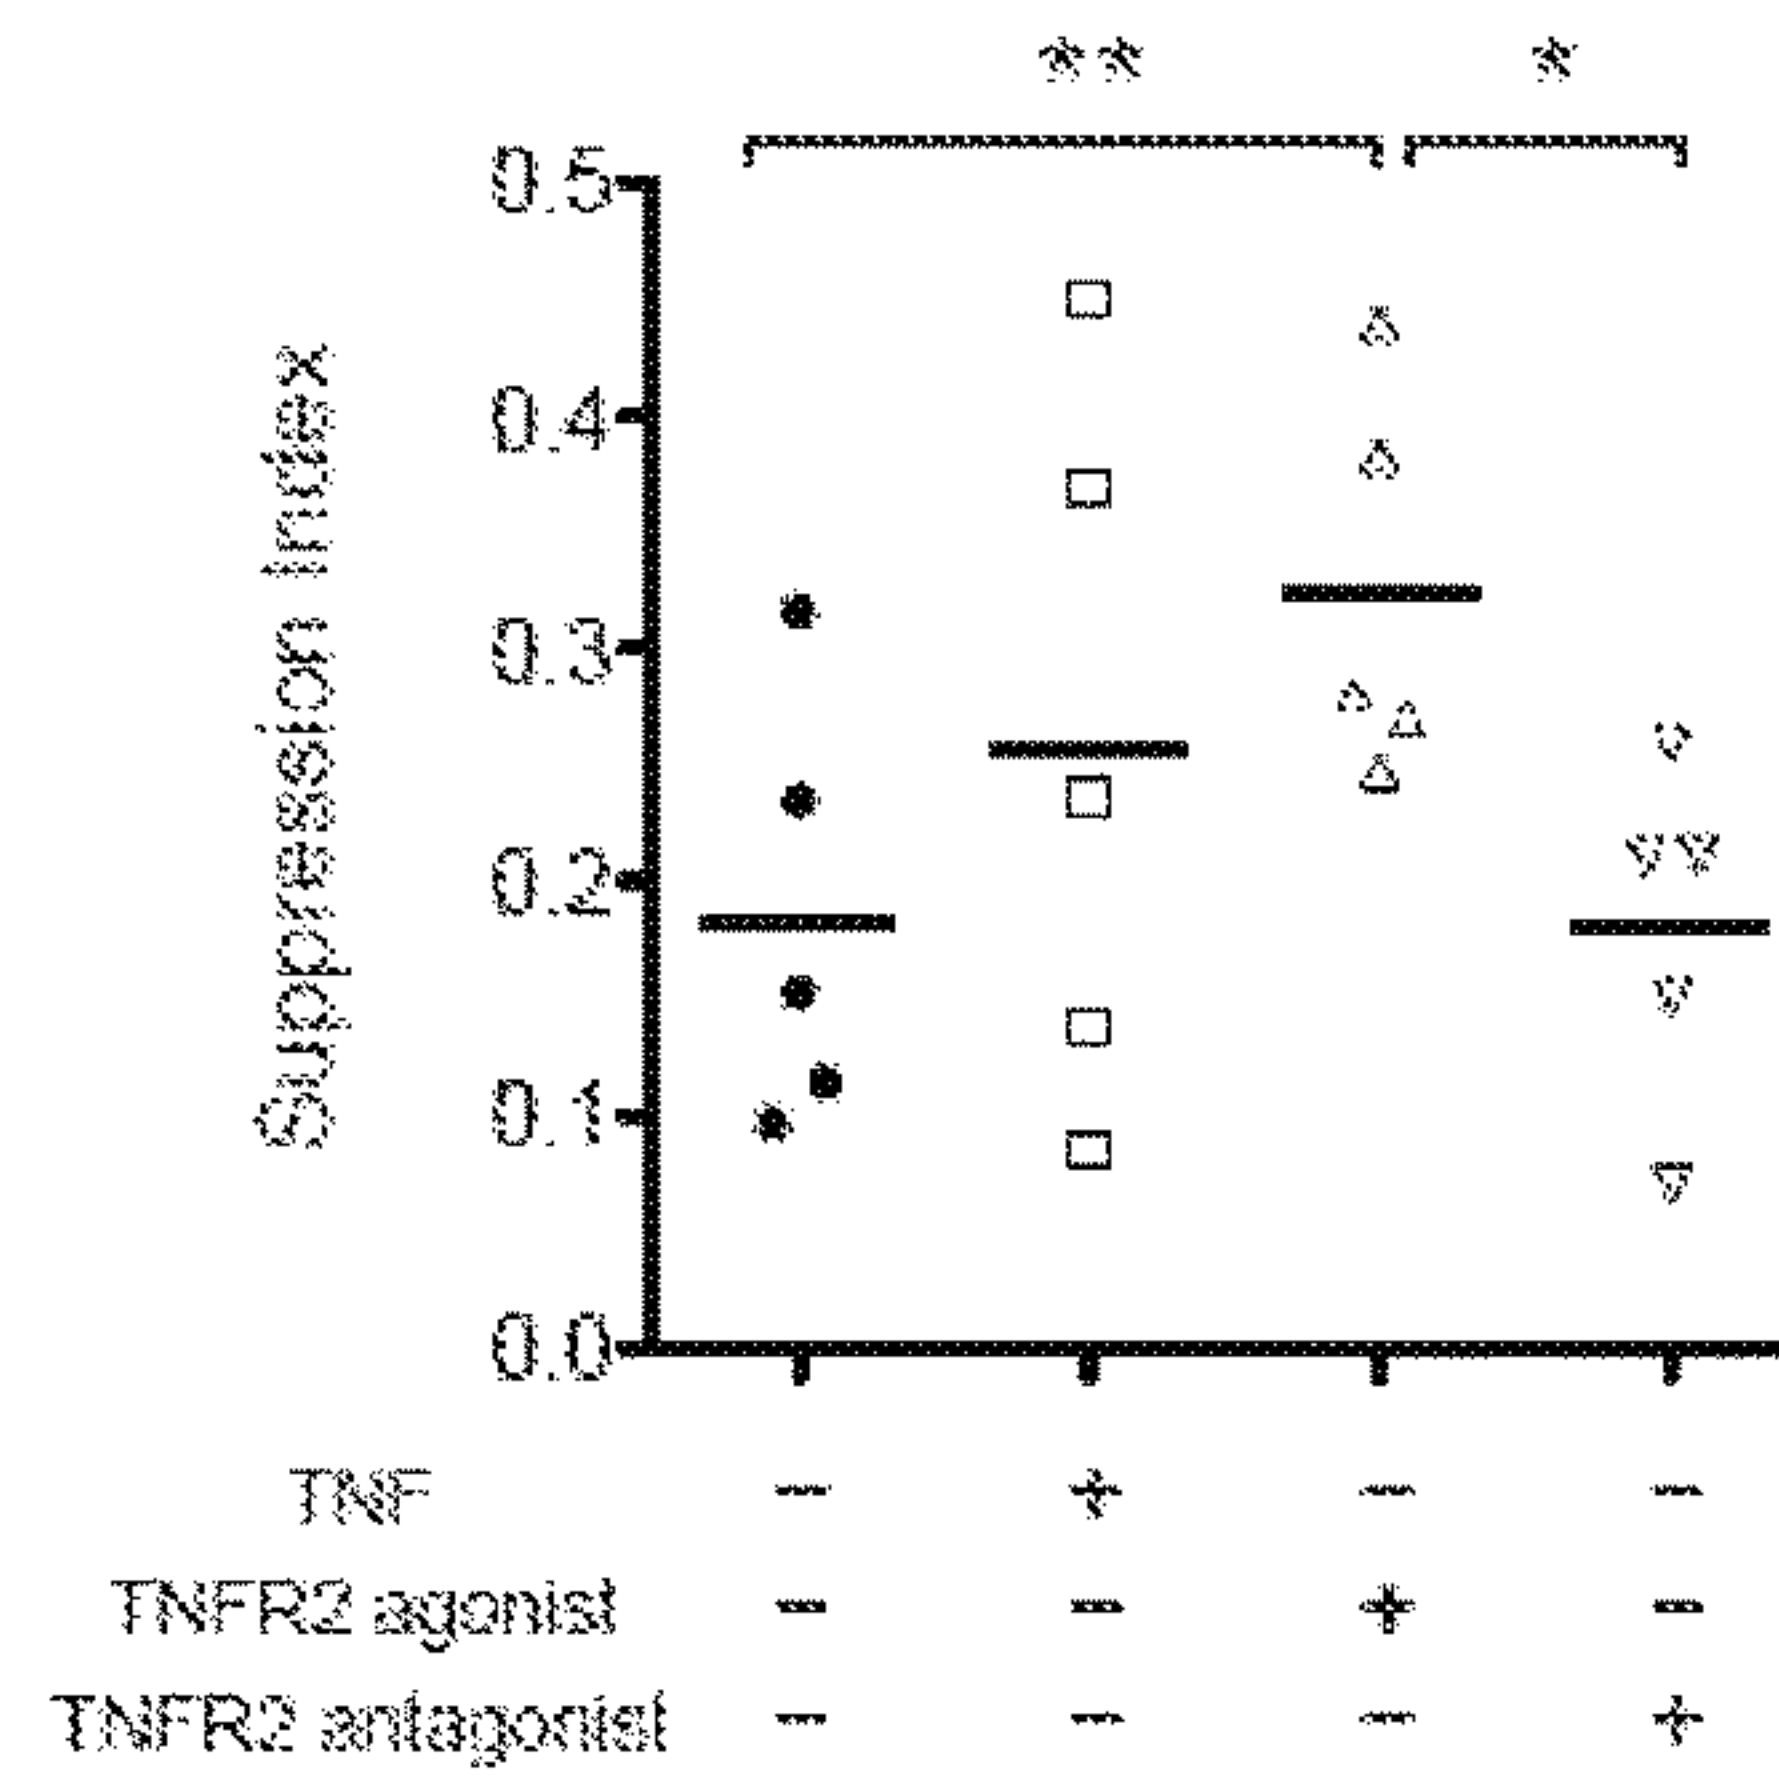 ** *
0.5
0.4
0.3
0.2
0.1
0.0
Suppression Index
TNF - + - -
TNFR2 agonist - - + -
TNFR2 antagonist - - - +